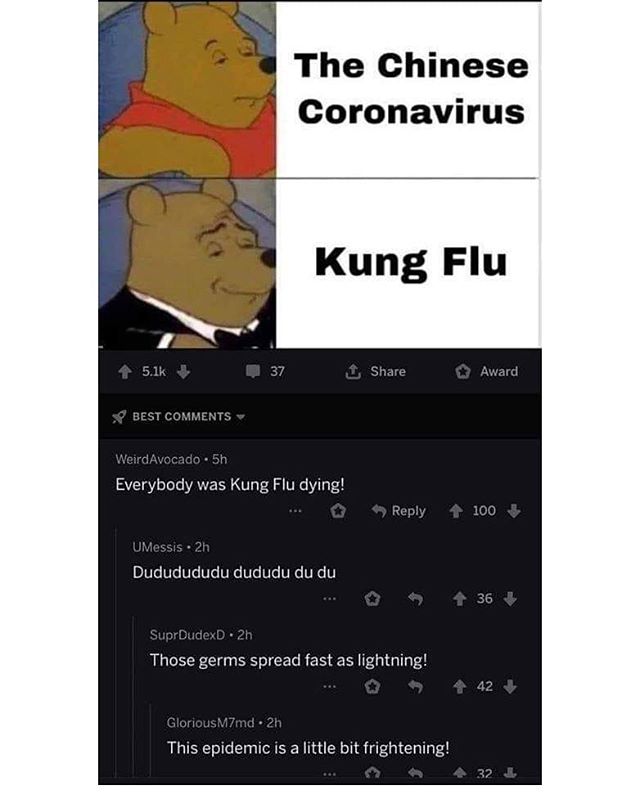 The Chinese
Coronavirus
Kung Flu
5.1k 37 Share Award
BEST COMMENTS
WeirdAvocado • 5h
Everybody was Kung Flu dying!
... Reply 100
UMessis • 2h
Dududududu dududu du du
... 36
SuprDudexD • 2h
Those germs spread fast as lightning!
... 42
GloriousM7md • 2h
This epidemic is a little bit frightening!
... 32